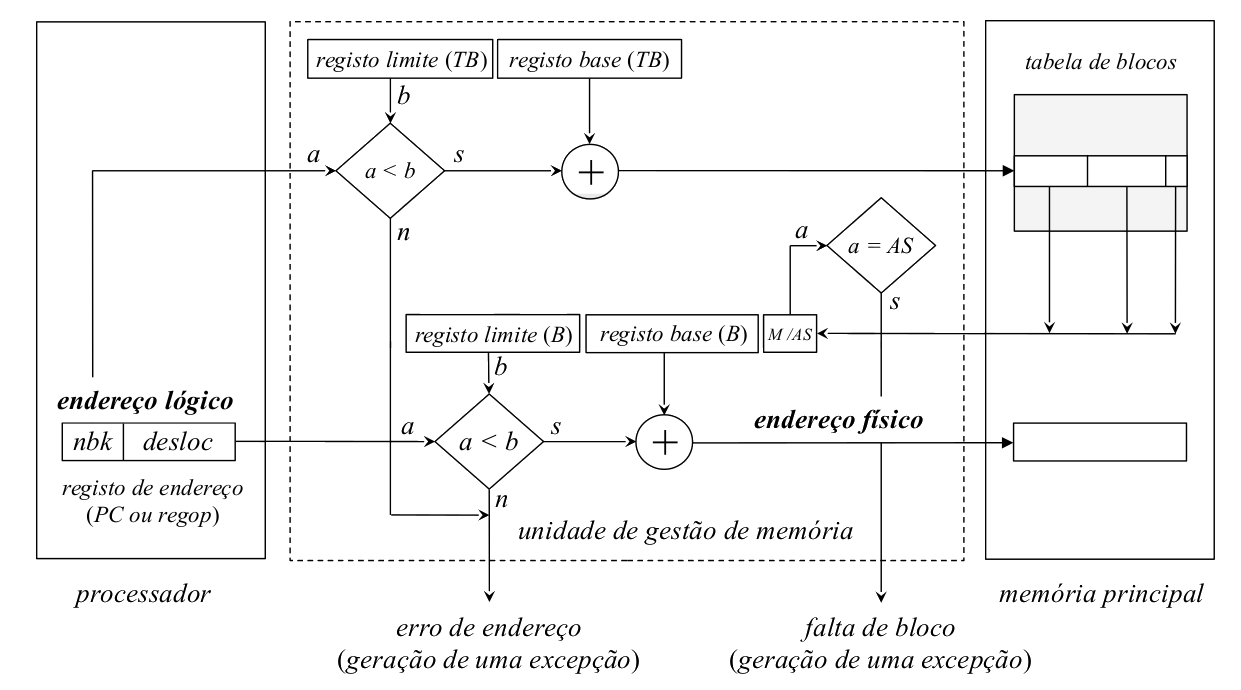 registo limite (TB)
registo base (TB)
tabela de blocos
b
a
a < b
s
+
n
a
a = AS
s
registo limite (B)
registo base (B)
M /AS
b
endereço lógico
nbk
desloc
a
a < b
s
+
endereço físico
n
registo de endereço
(PC ou regop)
unidade de gestão de memória
processador
memória principal
erro de endereço
(geração de uma excepção)
falta de bloco
(geração de uma excepção)